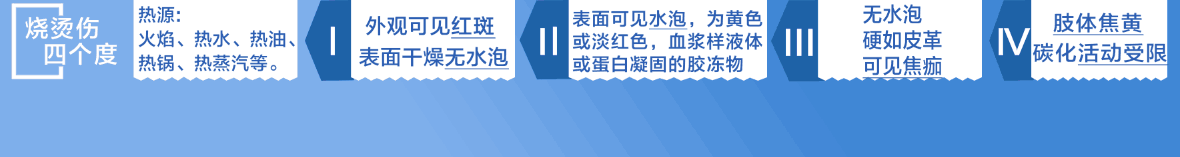 烧烫伤
四个度
热源：
火焰、热水、热油、
热锅、热蒸汽等。
I
外观可见红斑
表面干燥无水泡
II
表面可见水泡，为黄色
或淡红色，血浆样液体
或蛋白凝固的胶冻物
III
无水泡
硬如皮革
可见焦痂
IV
肢体焦黄
碳化活动受限